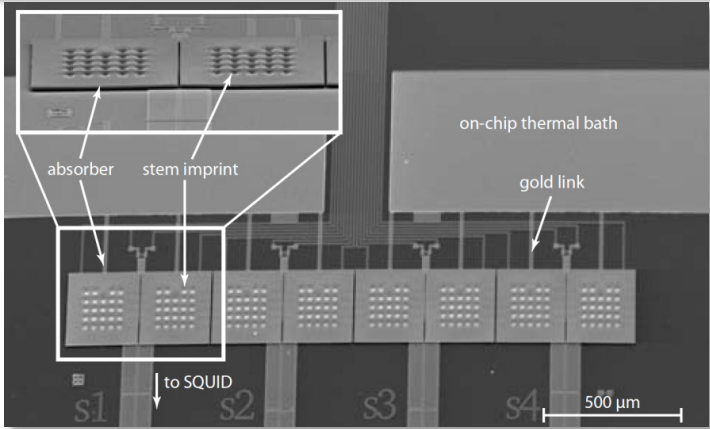 on-chip thermal bath
absorber
stem imprint
gold link
to SQUID
s1
s2
s3
s4
500 µm